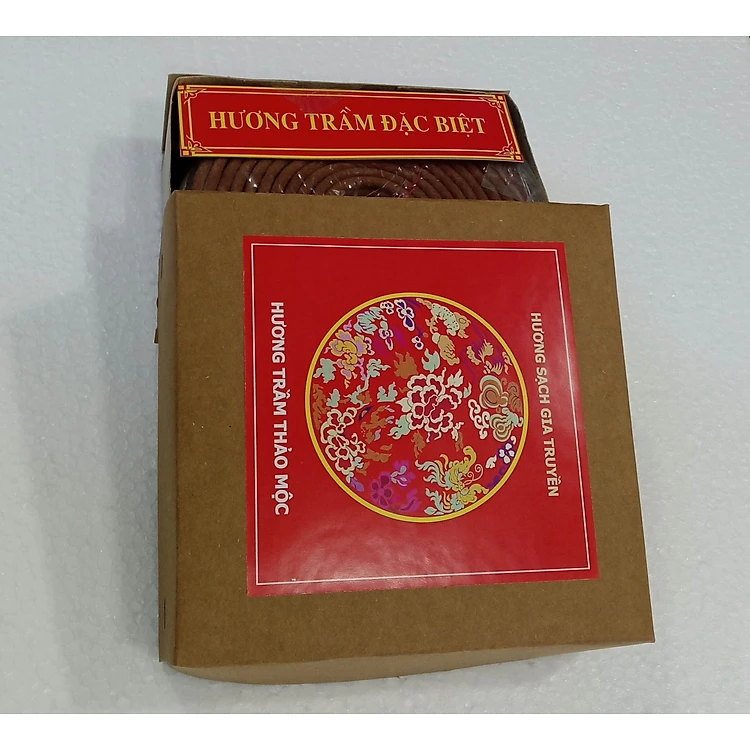 HƯƠNG TRẦM ĐẶC BIỆT
HƯƠNG SẠCH GIA TRUYỀN
HƯƠNG TRẦM THẢO MỘC